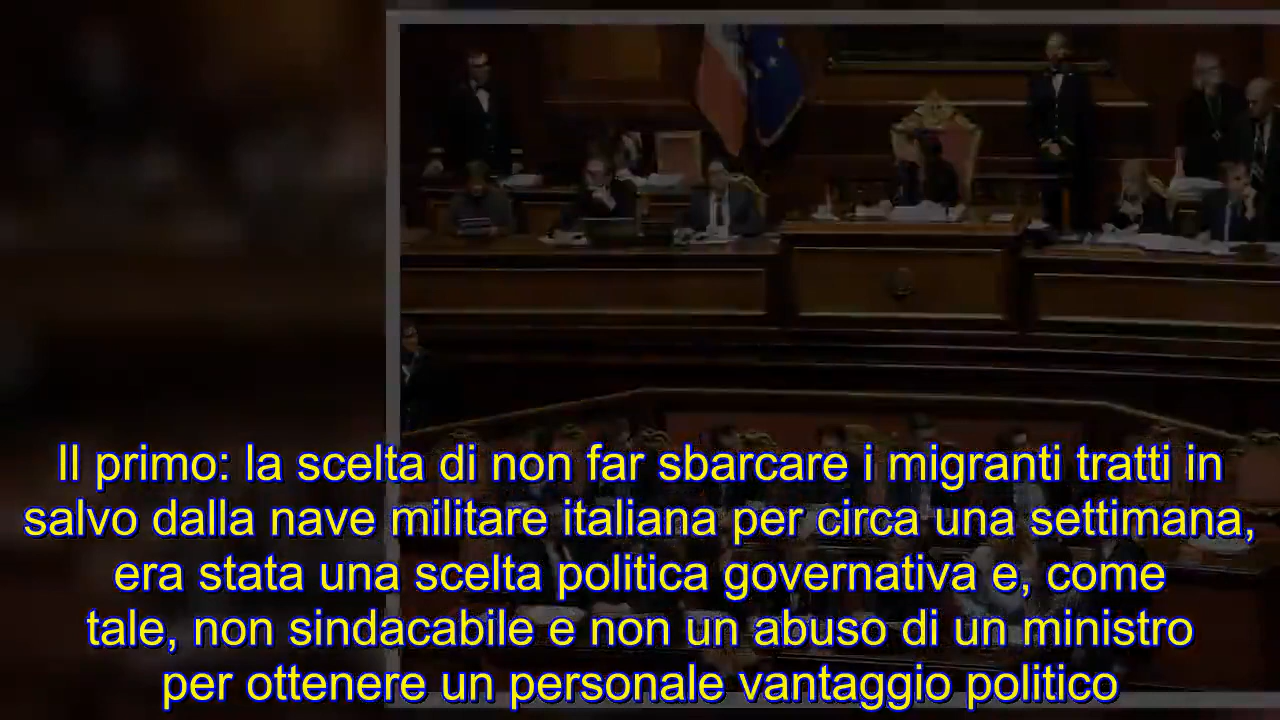 Il primo: la scelta di non far sbarcare i migranti tratti in
salvo dalla nave militare italiana per circa una settimana,
era stata una scelta politica governativa e, come
tale, non sindacabile e non un abuso di un ministro
per ottenere un personale vantaggio politico